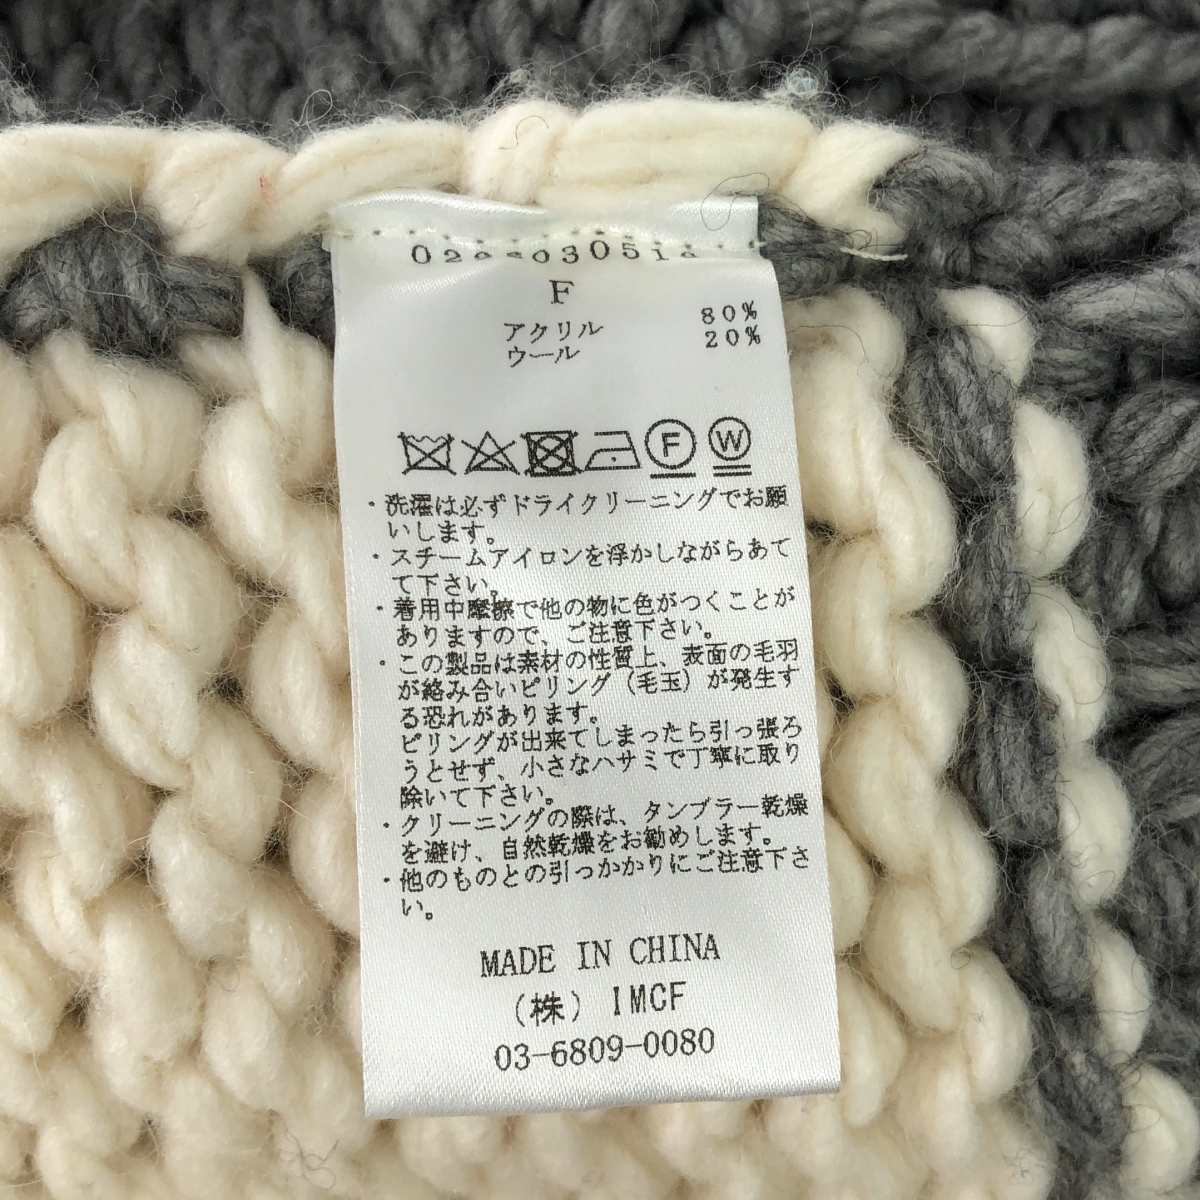 F
アクリル 80%
ウール 20%
F W
・洗濯は必ずドライクリーニングでお願
いします。
・スチームアイロンを浮かしながらあて
て下さい。
・着用中摩擦で他の物に色がつくことが
ありますので、ご注意下さい。
・この製品は素材の性質上、表面の毛羽
が絡み合いピリング（毛玉）が発生す
る恐れがあります。
ピリングが出来てしまったら引っ張ろ
うとせず、小さなハサミで丁寧に取り
除いて下さい。
・クリーニングの際は、タンブラー乾燥
を避け、自然乾燥をお勧めします。
・他のものとの引っかかりにご注意下さ
い。
MADE IN CHINA
（株）IMCF
03-6809-0080